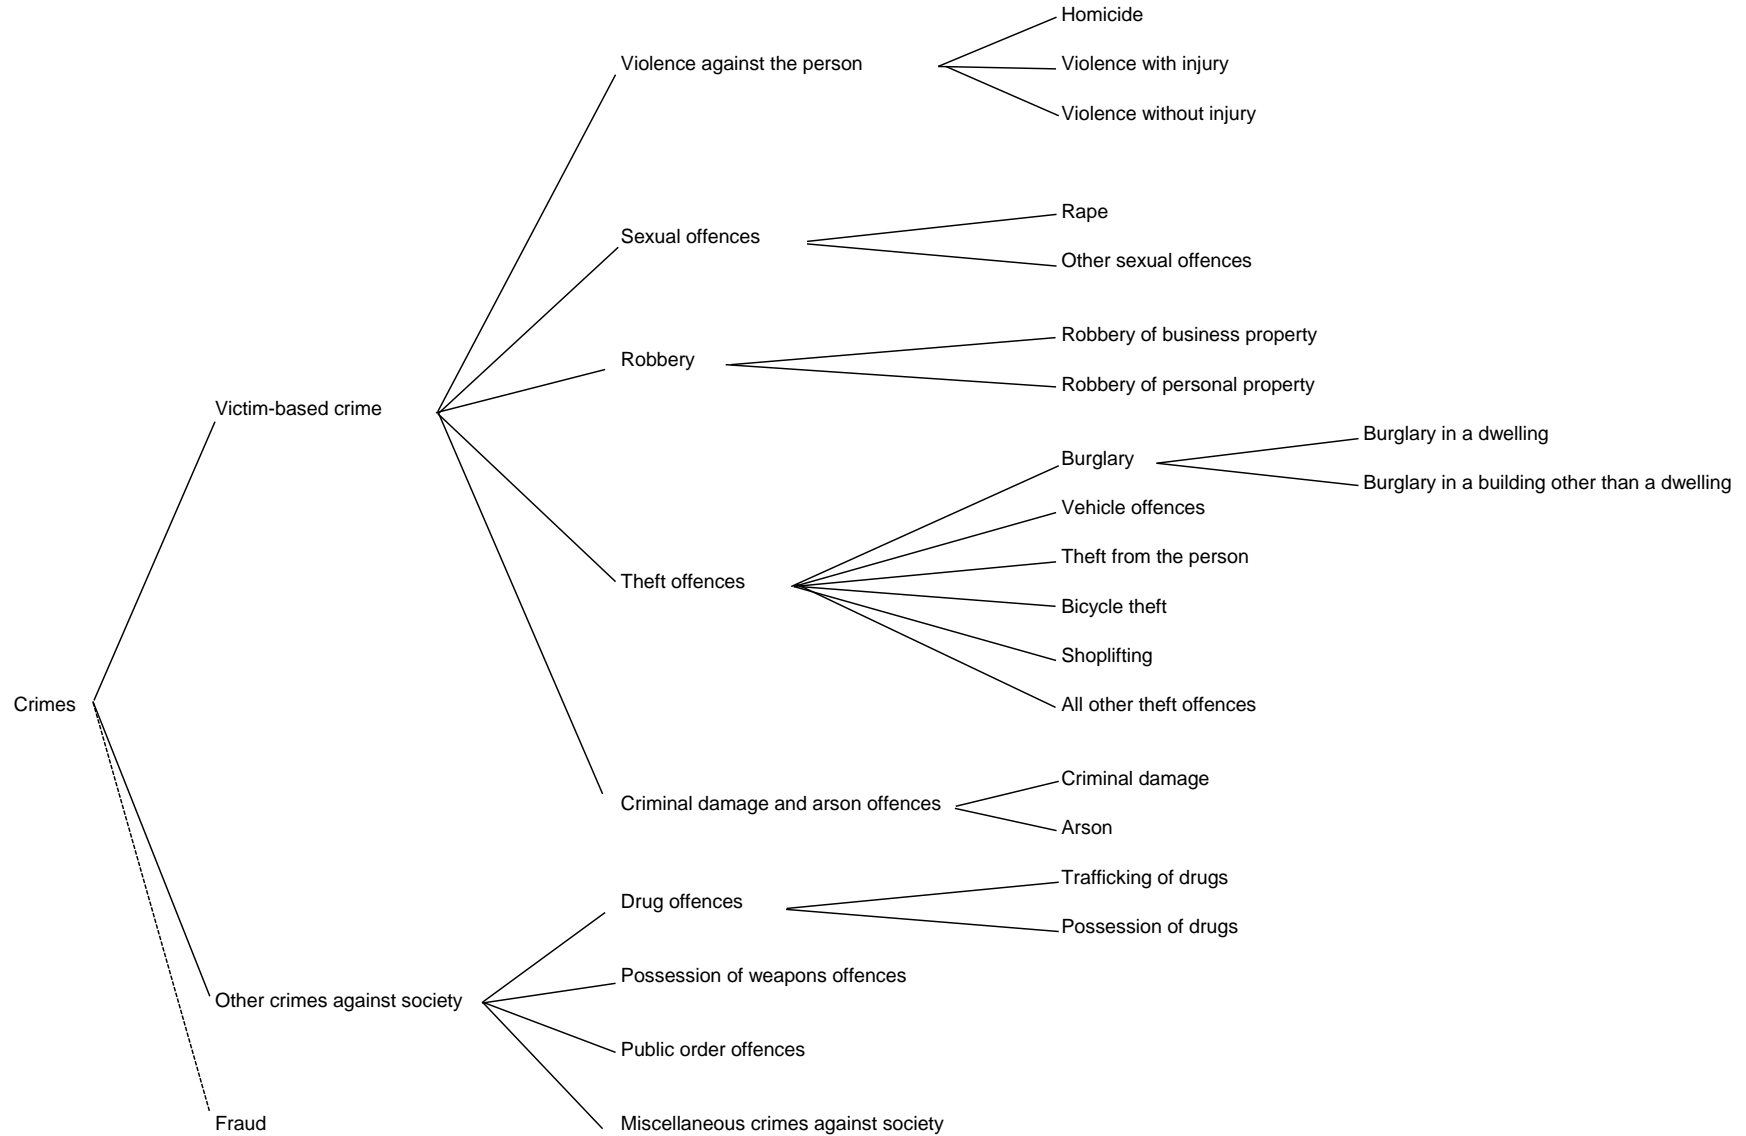 Homicide
Violence against the person
Violence with injury
Violence without injury
Rape
Sexual offences
Other sexual offences
Robbery of business property
Robbery
Robbery of personal property
Victim-based crime
Burglary in a dwelling
Burglary
Burglary in a building other than a dwelling
Vehicle offences
Theft from the person
Theft offences
Bicycle theft
Shoplifting
Crimes
All other theft offences
Criminal damage
Criminal damage and arson offences
Arson
Trafficking of drugs
Drug offences
Possession of drugs
Possession of weapons offences
Other crimes against society
Public order offences
Fraud
Miscellaneous crimes against society